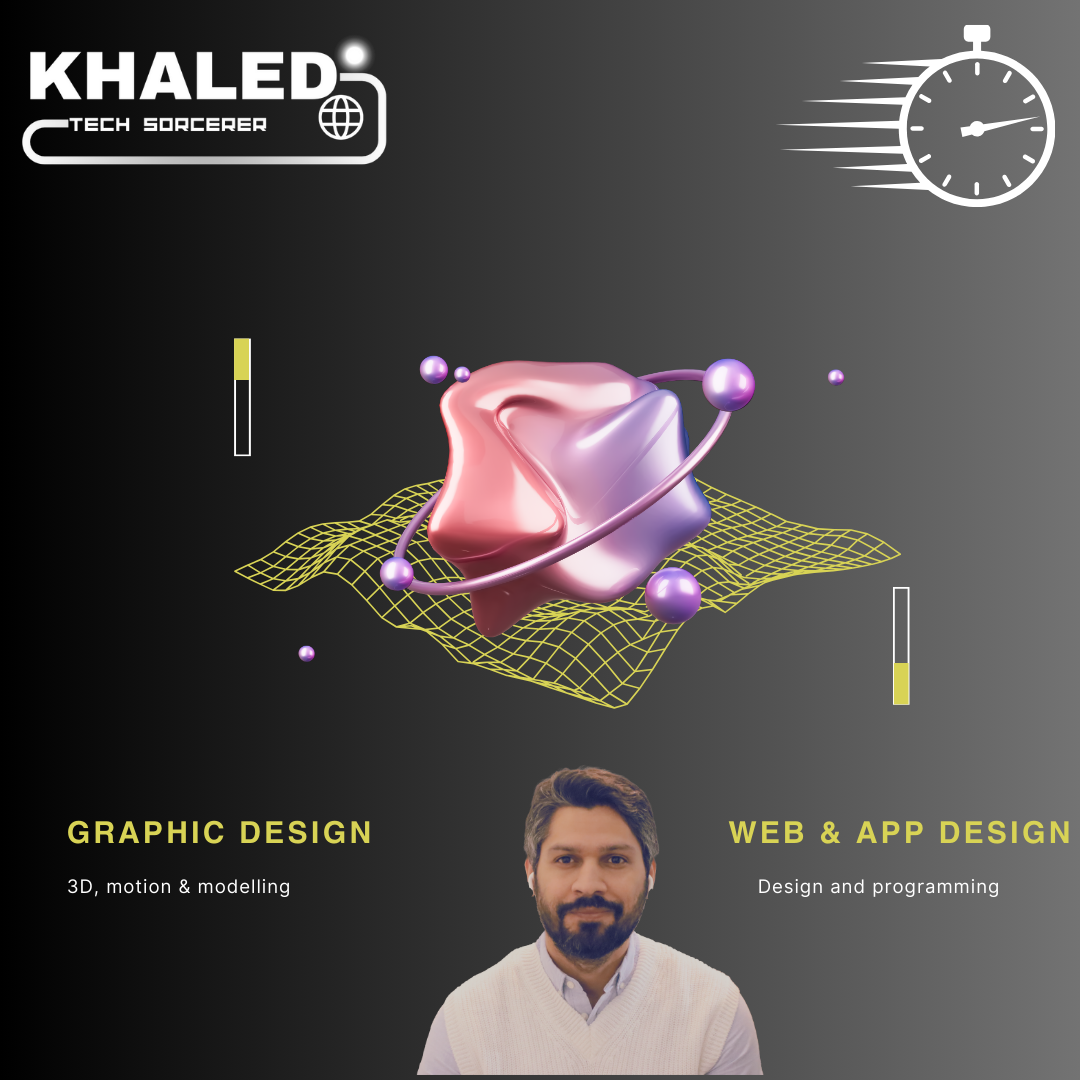 KHALED
TECH SORCERER
GRAPHIC DESIGN
3D, motion & modelling
WEB & APP DESIGN
Design and programming